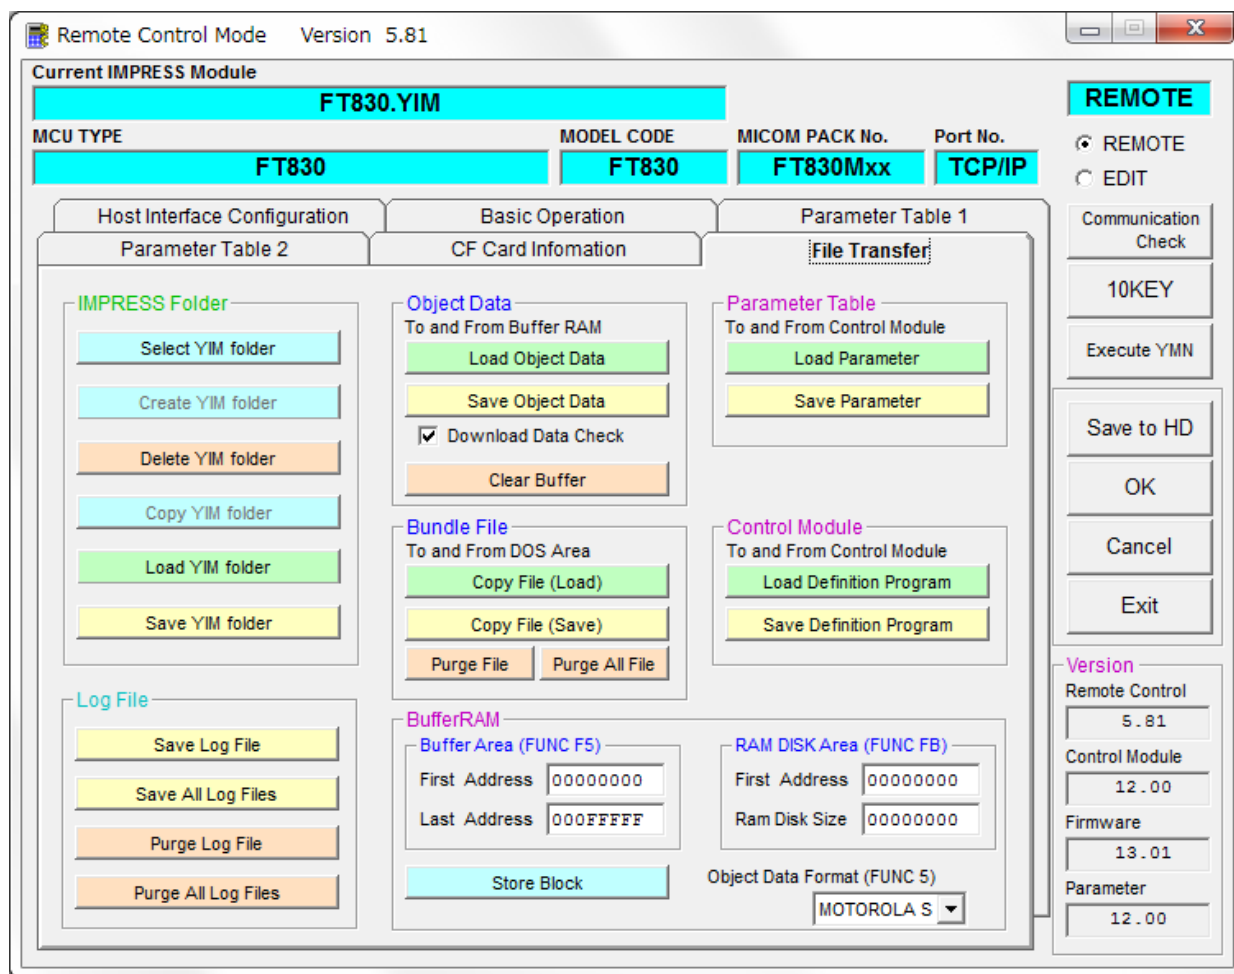 Remote Control Mode Version 5.81
Current IMPRESS Module
FT830.YIM
MCU TYPE
FT830
MODEL CODE
FT830
MICOM PACK No.
FT830Mxx
Port No.
TCP/IP
REMOTE
REMOTE
EDIT
Communication
Check
10KEY
Execute YMN
Save to HD
OK
Cancel
Exit
Host Interface Configuration
Basic Operation
Parameter Table 1
Parameter Table 2
CF Card Infomation
File Transfer
IMPRESS Folder
Select YIM folder
Create YIM folder
Delete YIM folder
Copy YIM folder
Load YIM folder
Save YIM folder
Log File
Save Log File
Save All Log Files
Purge Log File
Purge All Log Files
Object Data
To and From Buffer RAM
Load Object Data
Save Object Data
Download Data Check
Clear Buffer
Bundle File
To and From DOS Area
Copy File (Load)
Copy File (Save)
Purge File
Purge All File
Parameter Table
To and From Control Module
Load Parameter
Save Parameter
Control Module
To and From Control Module
Load Definition Program
Save Definition Program
BufferRAM
Buffer Area (FUNC F5)
First Address 00000000
Last Address 000FFFFF
RAM DISK Area (FUNC FB)
First Address 00000000
Ram Disk Size 00000000
Store Block
Object Data Format (FUNC 5)
MOTOROLA S
Version
Remote Control
5.81
Control Module
12.00
Firmware
13.01
Parameter
12.00